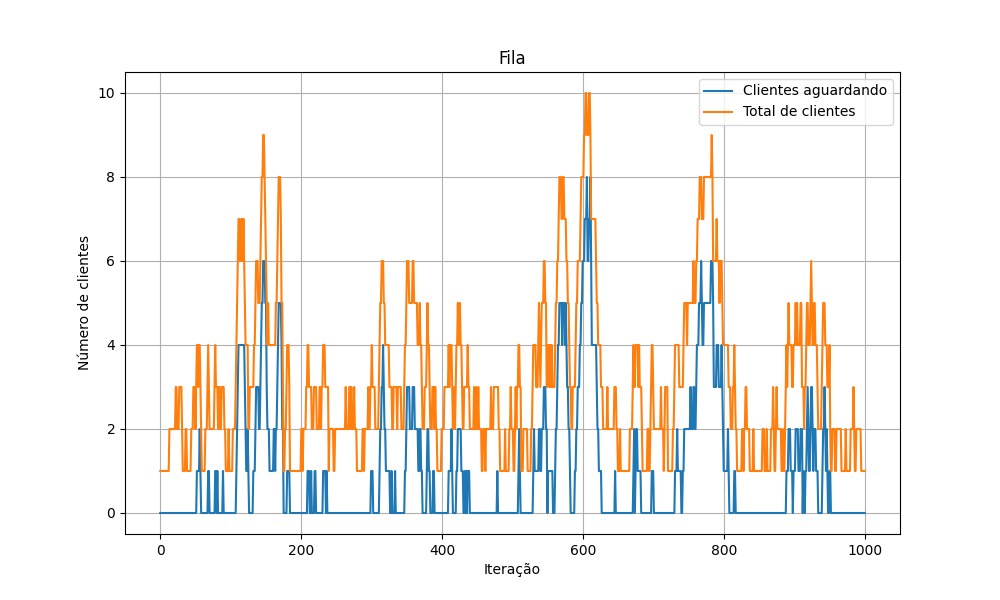 Fila
Clientes aguardando
Total de clientes
Número de clientes
10
8
6
4
2
0
0 200 400 600 800 1000
Iteração